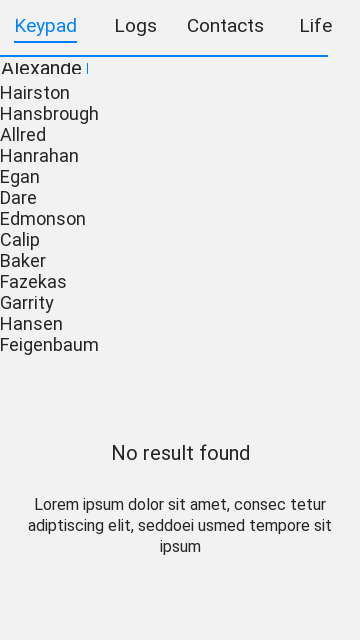 Keypad Logs Contacts Life
Alexande
Hairston
Hansbrough
Allred
Hanrahan
Egan
Dare
Edmonson
Calip
Baker
Fazekas
Garrity
Hansen
Feigenbaum
No result found
Lorem ipsum dolor sit amet, consec tetur
adiptiscing elit, seddoei usmed tempore sit
ipsum